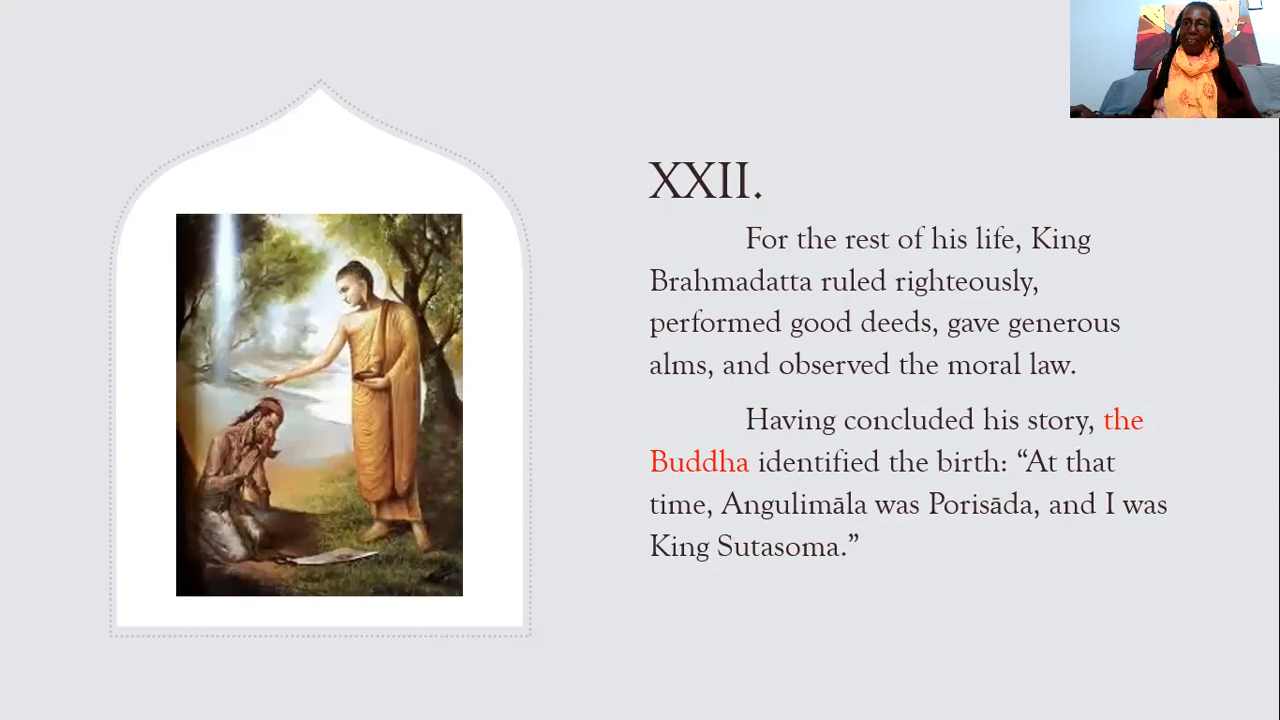 XXII.
For the rest of his life, King
Brahmadatta ruled righteously,
performed good deeds, gave generous
alms, and observed the moral law.
Having concluded his story, the
Buddha identified the birth: “At that
time, Angulimāla was Porisāda, and I was
King Sutasoma.”